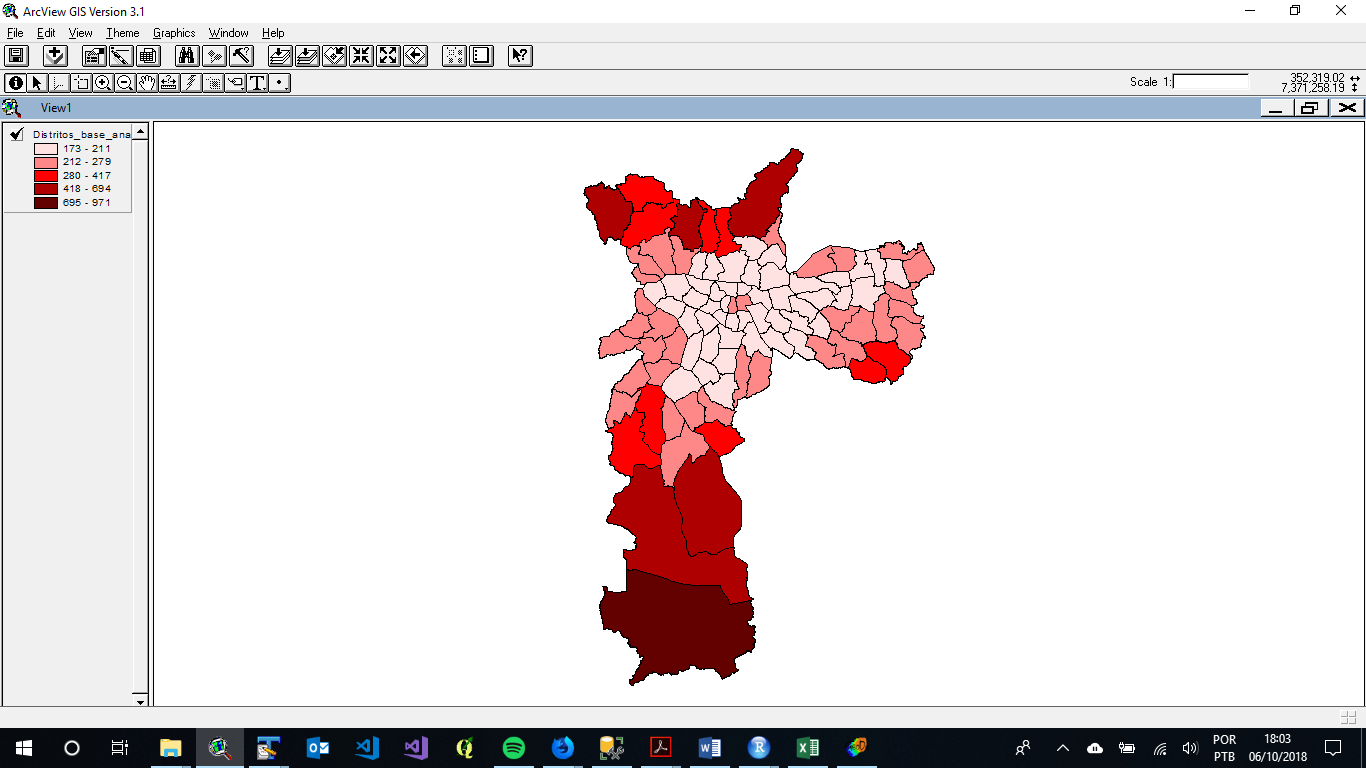 ArcView GIS Version 3.1
File Edit View Theme Graphics Window Help
Scale 1:
352,319.02
7,371,258.19
View1
Distritos_base_ana
173 - 211
212 - 279
280 - 417
418 - 694
695 - 971
POR
PTB
18:03
06/10/2018